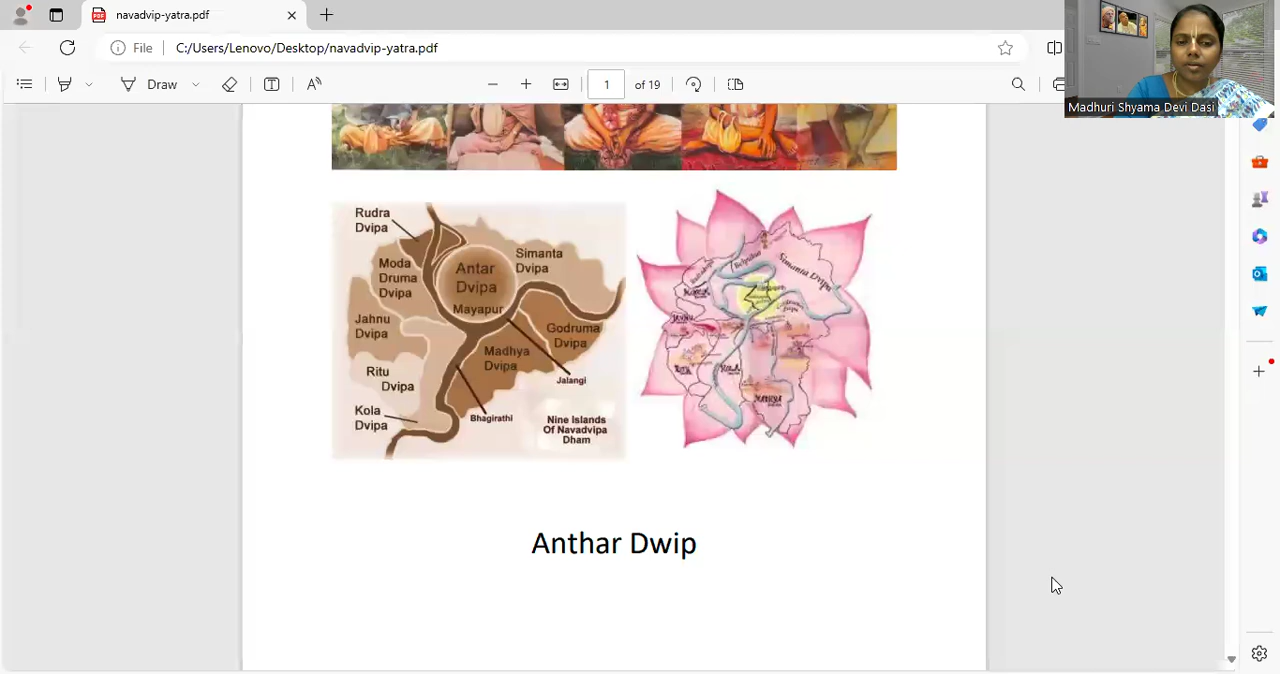 navadvip-yatra.pdf
File
C:/Users/Lenovo/Desktop/navadvip-yatra.pdf
Draw
1 of 19
Madhuri Shyama Devi Dasi
Rudra
Dvipa
Moda
Druma
Dvipa
Antar
Dvipa
Mayapur
Simanta
Dvipa
Jahnu
Dvipa
Godruma
Dvipa
Madhya
Dvipa
Ritu
Dvipa
Jalangi
Kola
Dvipa
Bhagirathi
Nine Islands
Of Navadvipa
Dham
Simanta Dvipa
Anthar Dwip